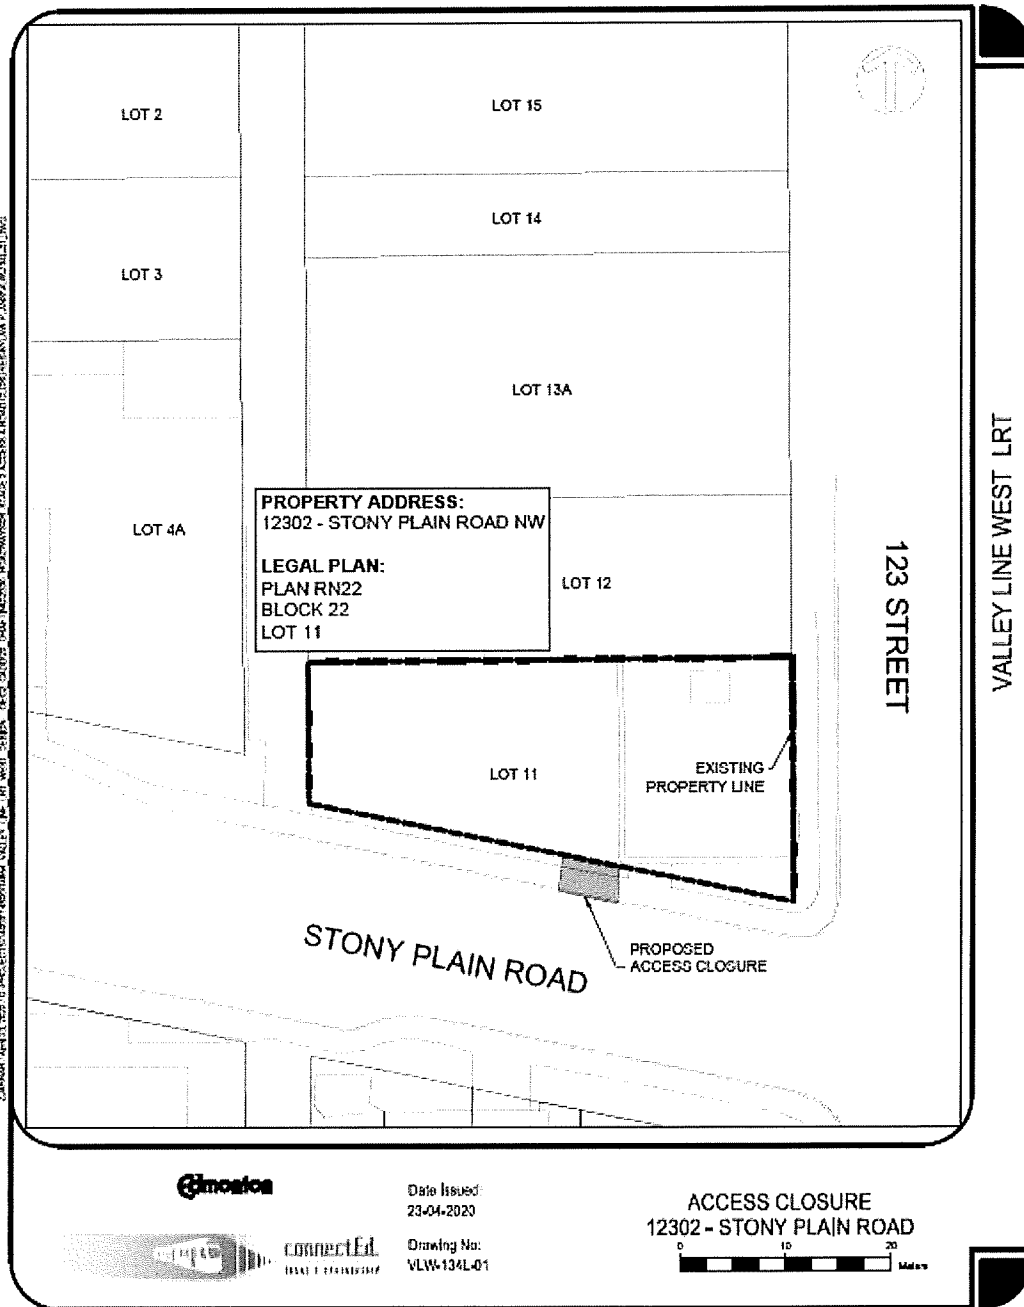 LOT 2
LOT 15
LOT 14
LOT 3
LOT 13A
PROPERTY ADDRESS:
12302 - STONY PLAIN ROAD NW
LEGAL PLAN:
PLAN RN22
BLOCK 22
LOT 11
LOT 4A
LOT 12
123 STREET
VALLEY LINE WEST LRT
LOT 11
EXISTING
PROPERTY LINE
STONY PLAIN ROAD
PROPOSED
ACCESS CLOSURE
Edmonton
connectEd
Date Issued:
23-04-2020
Drawing No:
VLW-134L-01
ACCESS CLOSURE
12302 - STONY PLAIN ROAD
0 10 20
Meters